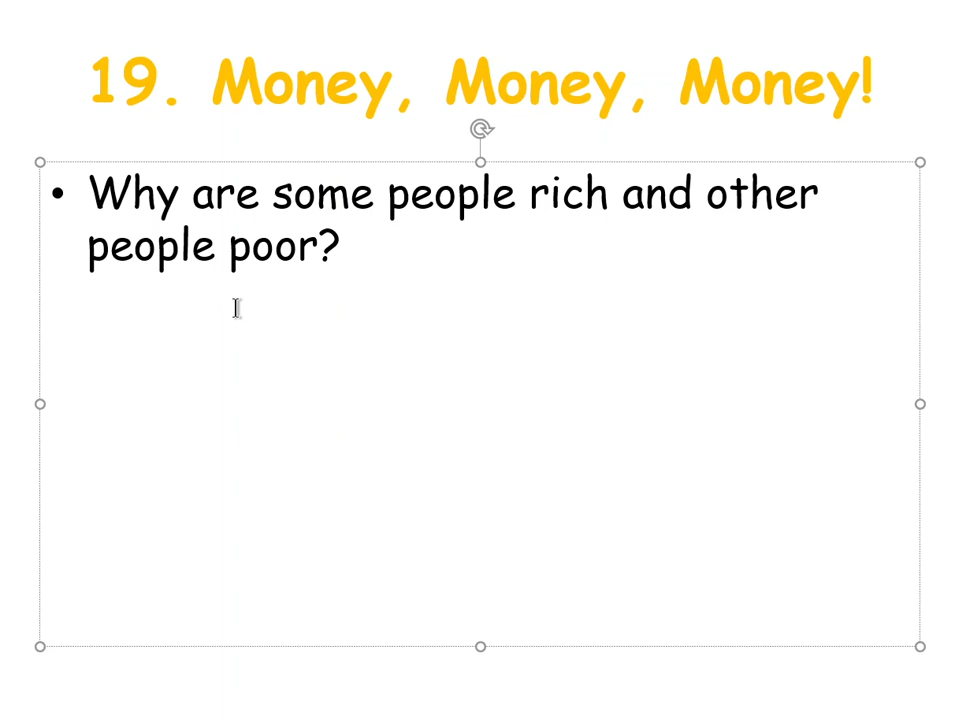 19. Money, Money, Money!
• Why are some people rich and other
people poor?